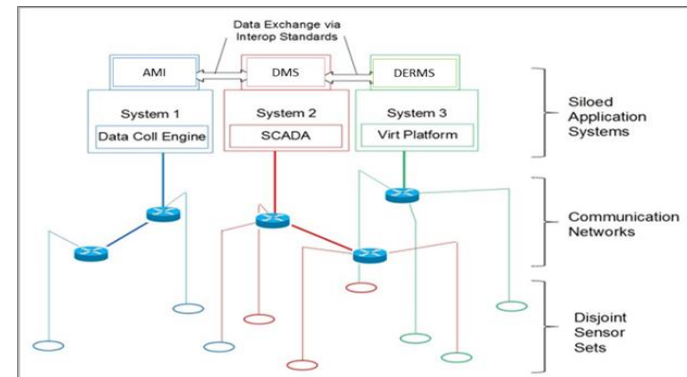 Data Exchange via
Interop Standards
AMI
DMS
DERMS
System 1
System 2
System 3
Data Coll Engine
SCADA
Virt Platform
Siloed
Application
Systems
Communication
Networks
Disjoint
Sensor
Sets